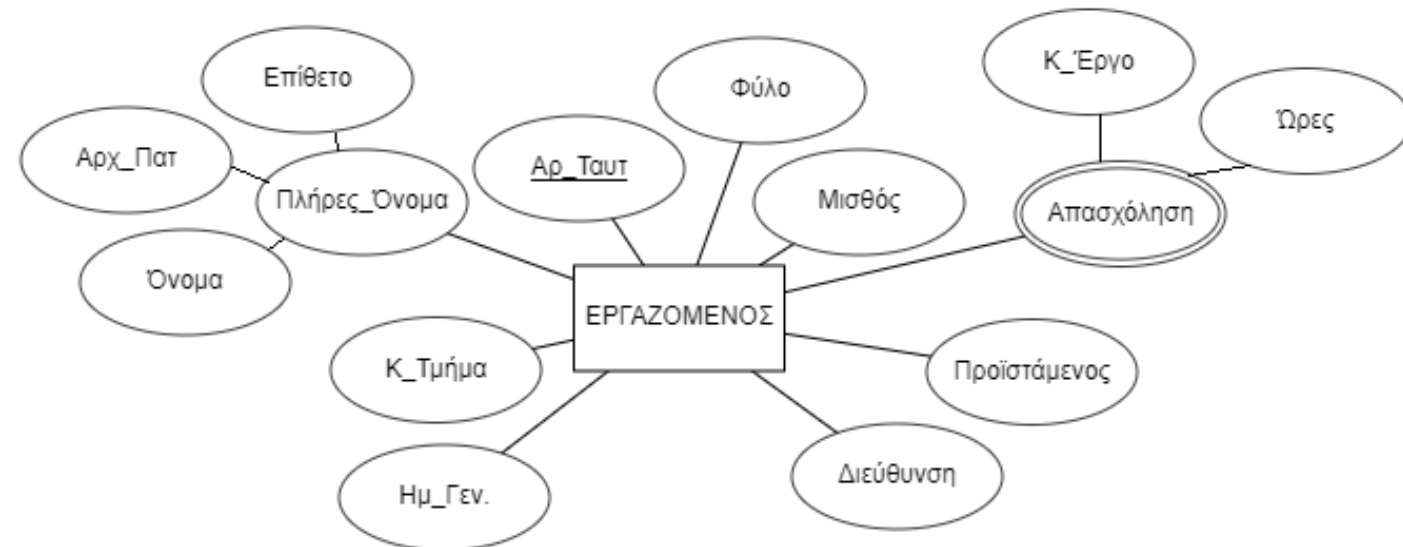 Επίθετο
Φύλο
Κ_Έργο
Ώρες
Αρχ_Πατ
Αρ_Ταυτ
Πλήρες_Όνομα
Μισθός
Απασχόληση
Όνομα
ΕΡΓΑΖΟΜΕΝΟΣ
Κ_Τμήμα
Προϊστάμενος
Διεύθυνση
Ημ_Γεν.